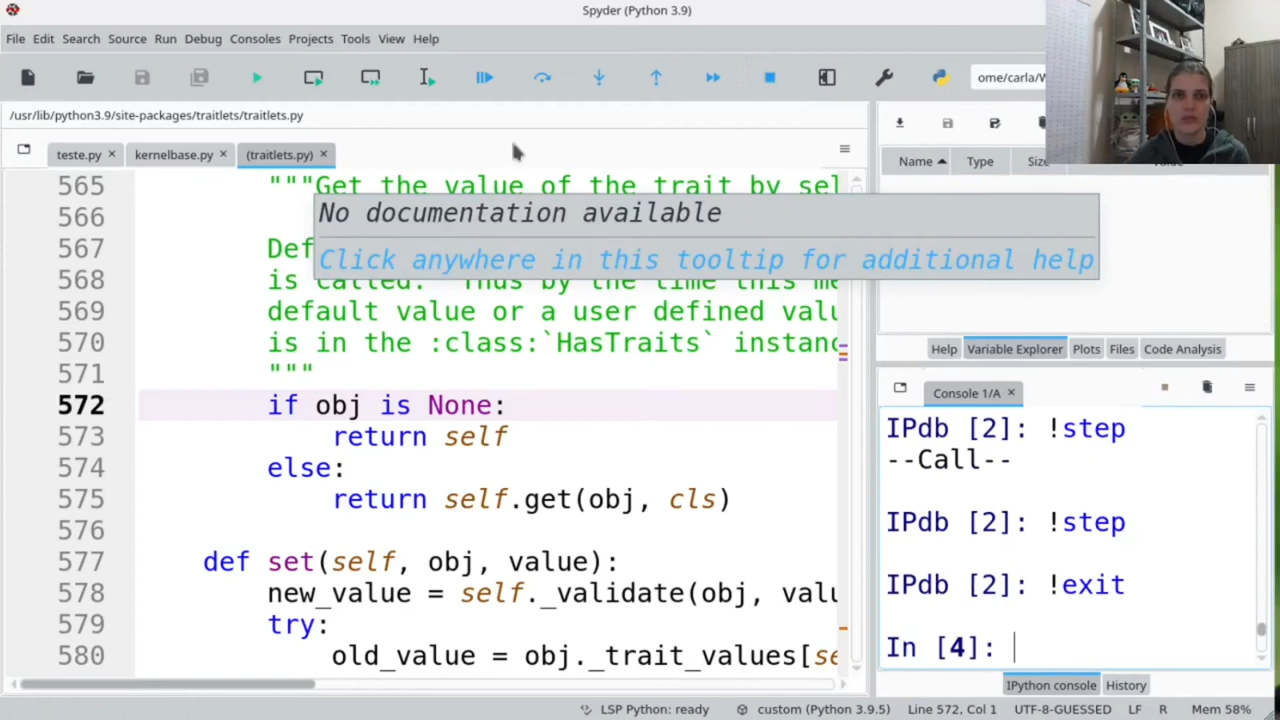 Spyder (Python 3.9)
File Edit Search Source Run Debug Consoles Projects Tools View Help
ome/carla/W
/usr/lib/python3.9/site-packages/traitlets/traitlets.py
teste.py kernelbase.py (traitlets.py)
565 """Get the value of the trait by sel
566
567 Def
568 is called. Thus by the time this me
569 default value or a user defined valu
570 is in the :class:`HasTraits` instanc
571 """
572 if obj is None:
573 return self
574 else:
575 return self.get(obj, cls)
576
577 def set(self, obj, value):
578 new_value = self._validate(obj, valu
579 try:
580 old_value = obj._trait_values[se
No documentation available
Click anywhere in this tooltip for additional help
Name Type Size Value
Help Variable Explorer Plots Files Code Analysis
Console 1/A
IPdb [2]: !step
--Call--
IPdb [2]: !step
IPdb [2]: !exit
In [4]:
IPython console History
LSP Python: ready custom (Python 3.9.5) Line 572, Col 1 UTF-8-GUESSED LF R Mem 58%